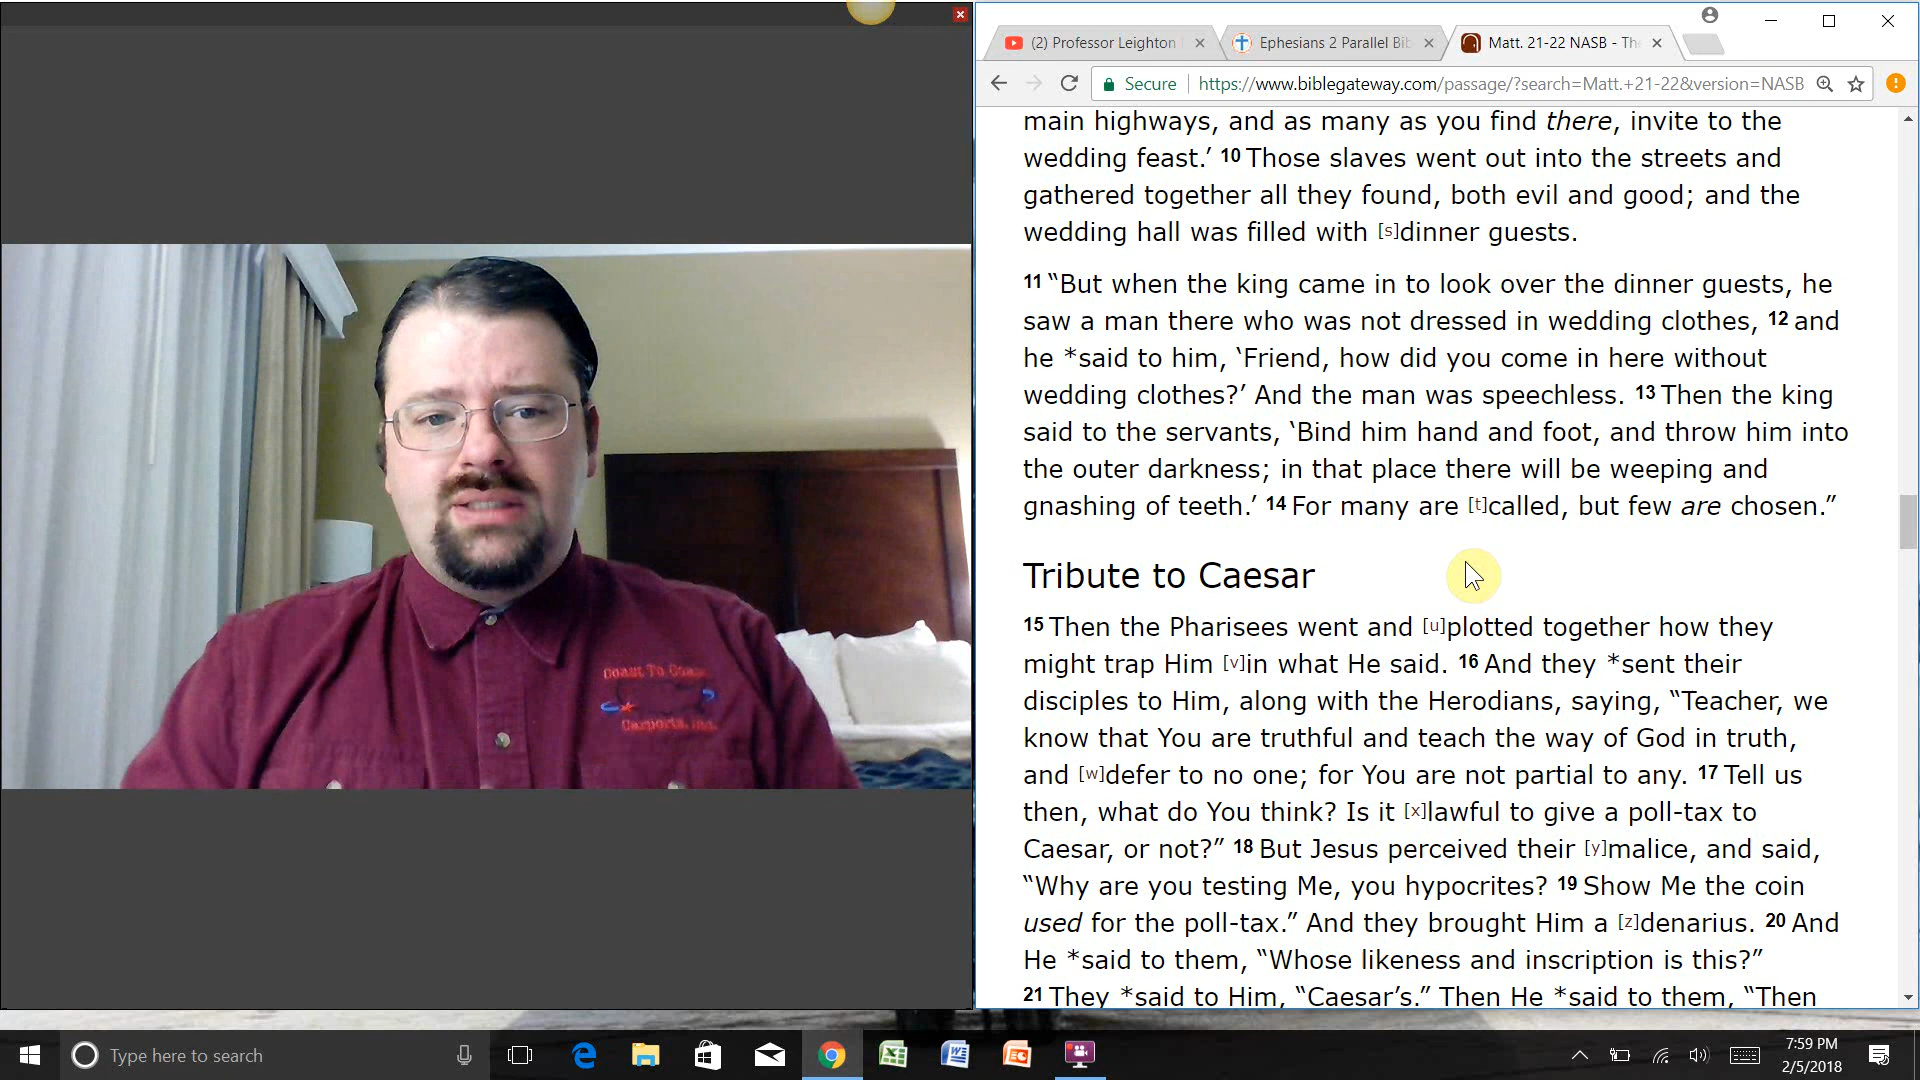 (2) Professor Leighton
Ephesians 2 Parallel Bib
Matt. 21-22 NASB - The
Secure
https://www.biblegateway.com/passage/?search=Matt.+21-22&version=NASB
main highways, and as many as you find there, invite to the
wedding feast.’ 10 Those slaves went out into the streets and
gathered together all they found, both evil and good; and the
wedding hall was filled with [s]dinner guests.
11 “But when the king came in to look over the dinner guests, he
saw a man there who was not dressed in wedding clothes, 12 and
he *said to him, ‘Friend, how did you come in here without
wedding clothes?’ And the man was speechless. 13 Then the king
said to the servants, ‘Bind him hand and foot, and throw him into
the outer darkness; in that place there will be weeping and
gnashing of teeth.’ 14 For many are [t]called, but few are chosen.”
Tribute to Caesar
15 Then the Pharisees went and [u]plotted together how they
might trap Him [v]in what He said. 16 And they *sent their
disciples to Him, along with the Herodians, saying, “Teacher, we
know that You are truthful and teach the way of God in truth,
and [w]defer to no one; for You are not partial to any. 17 Tell us
then, what do You think? Is it [x]lawful to give a poll-tax to
Caesar, or not?” 18 But Jesus perceived their [y]malice, and said,
“Why are you testing Me, you hypocrites? 19 Show Me the coin
used for the poll-tax.” And they brought Him a [z]denarius. 20 And
He *said to them, “Whose likeness and inscription is this?”
21 They *said to Him, “Caesar’s.” Then He *said to them, “Then
Coast To Coast
Carports, Inc.
Type here to search
7:59 PM
2/5/2018